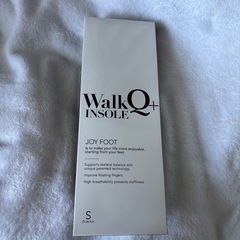 WalkQ+
INSOLE
JOY FOOT
is to make your life more enjoyable,
starting from your feet
Supports skeletal balance with
unique patented technology
Improve floating fingers
High breathability prevents stuffiness
S